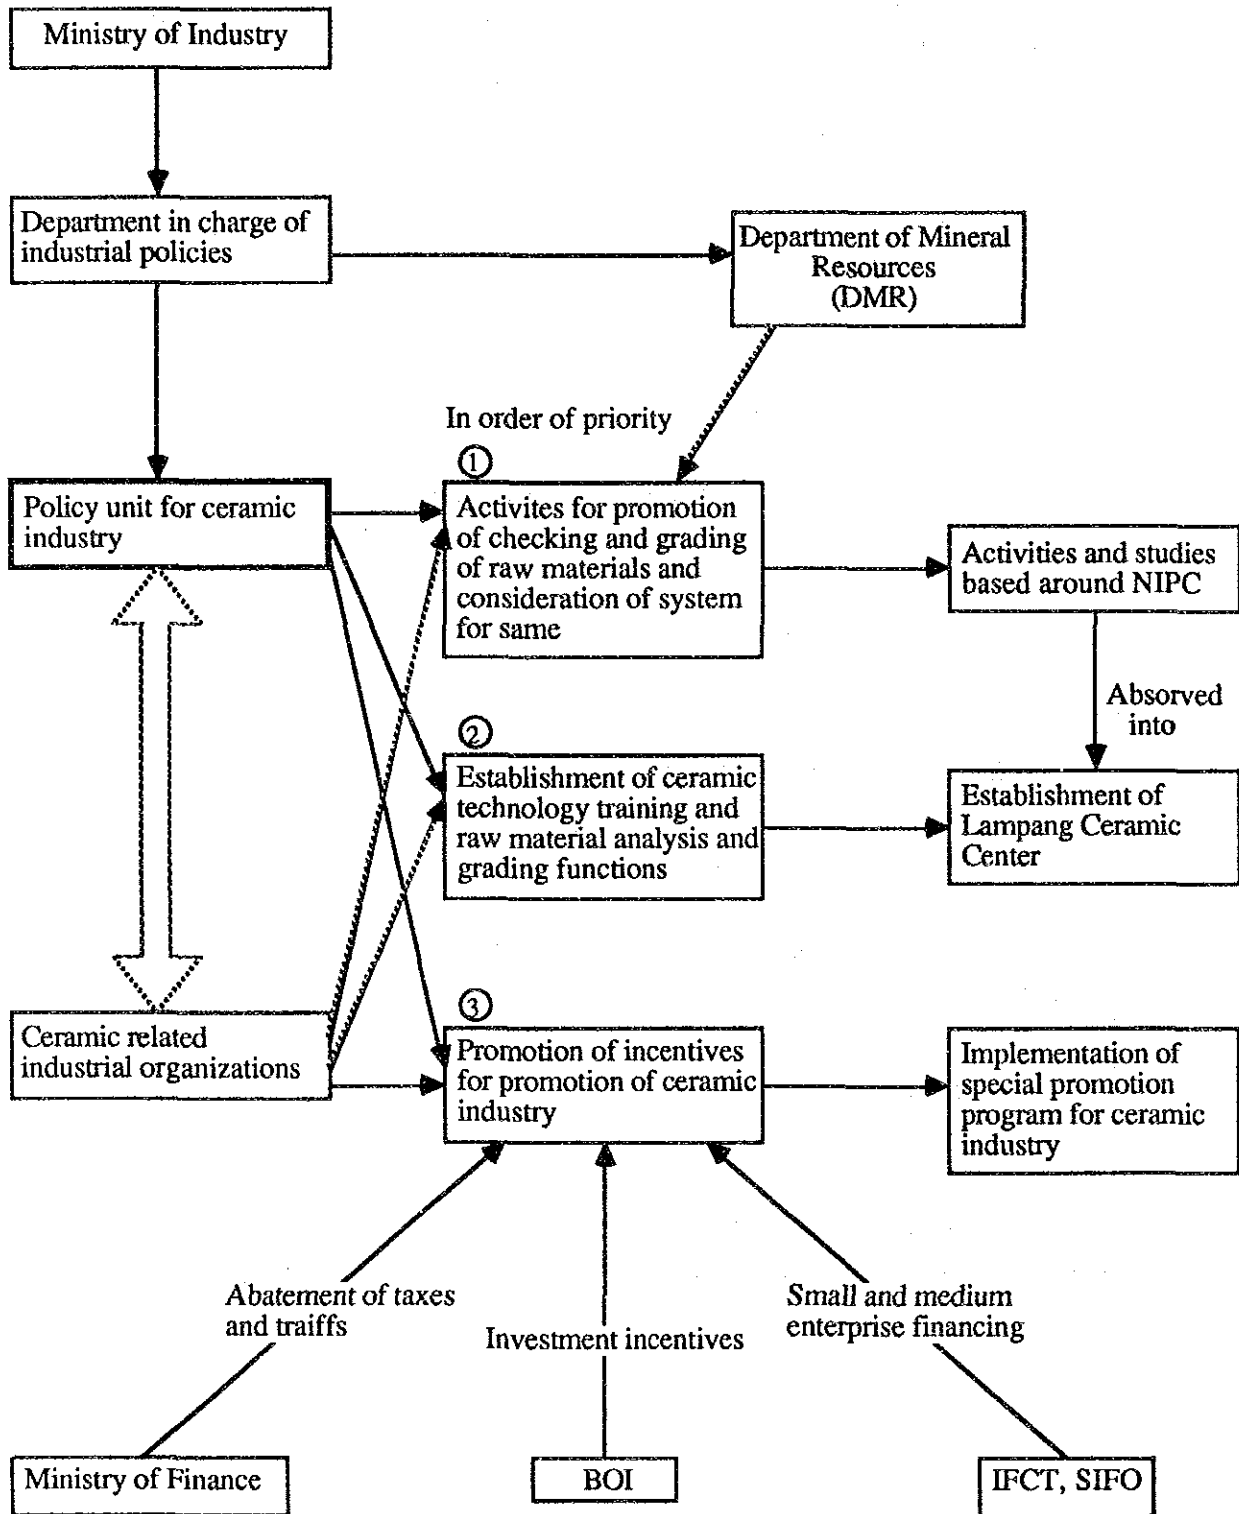 Ministry of Industry
Department in charge of
industrial policies
Department of Mineral
Resources
(DMR)
In order of priority
Policy unit for ceramic
industry
①
Activites for promotion
of checking and grading
of raw materials and
consideration of system
for same
Activities and studies
based around NIPC
Absorved
into
②
Establishment of ceramic
technology training and
raw material analysis and
grading functions
Establishment of
Lampang Ceramic
Center
Ceramic related
industrial organizations
③
Promotion of incentives
for promotion of ceramic
industry
Implementation of
special promotion
program for ceramic
industry
Abatement of taxes
and traiffs
Investment incentives
Small and medium
enterprise financing
Ministry of Finance
BOI
IFCT, SIFO